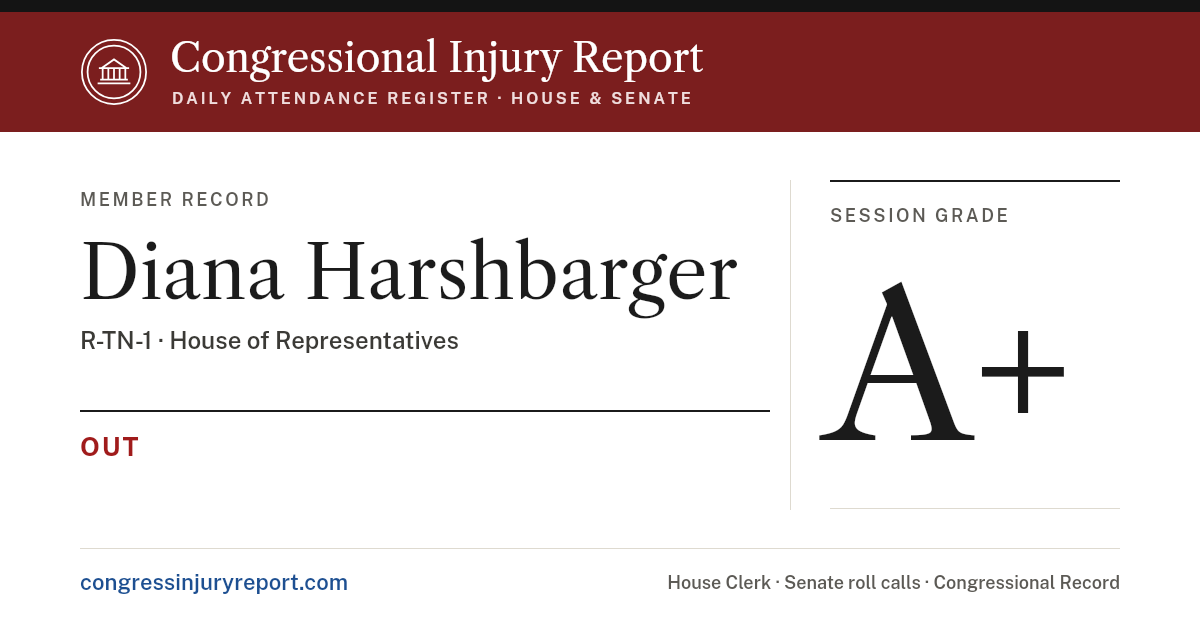 Congressional Injury Report
DAILY ATTENDANCE REGISTER · HOUSE & SENATE
MEMBER RECORD
Diana Harshbarger
R-TN-1 · House of Representatives
OUT
SESSION GRADE
A+
congressinjuryreport.com
House Clerk · Senate roll calls · Congressional Record